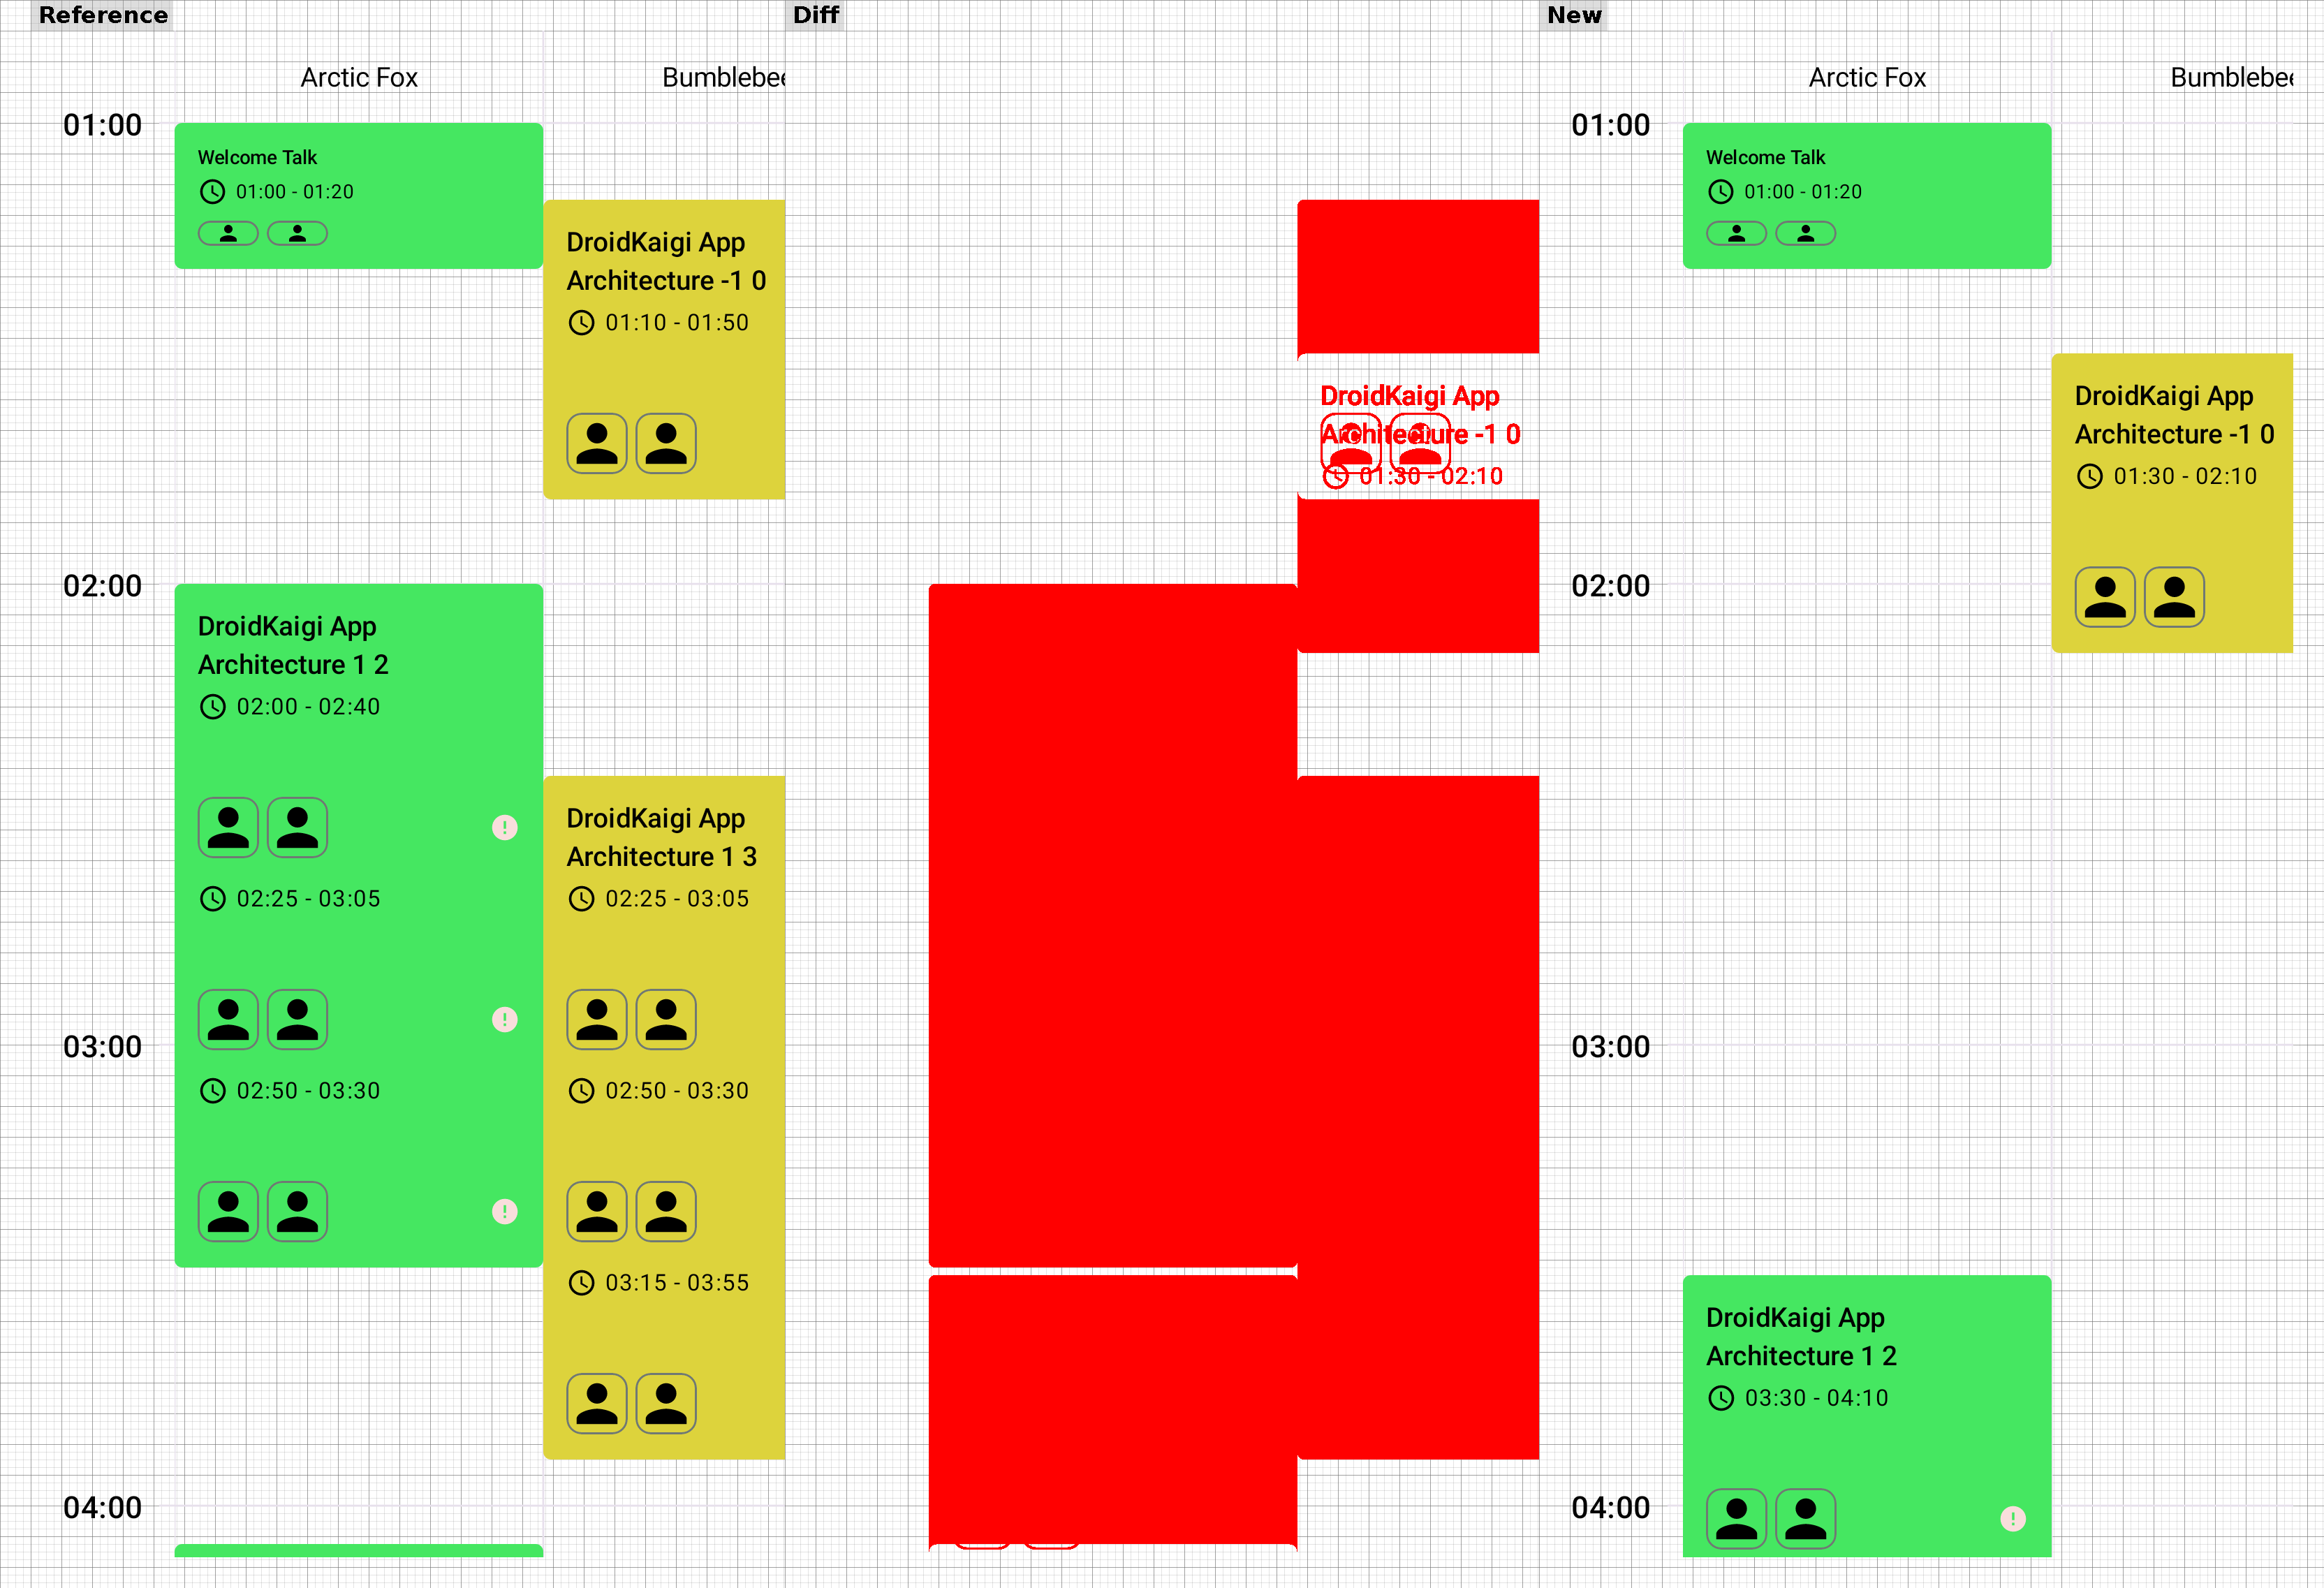 Reference
Arctic Fox
Bumblebee
01:00
Welcome Talk
01:00 - 01:20
DroidKaigi App
Architecture -1 0
01:10 - 01:50
02:00
DroidKaigi App
Architecture 1 2
02:00 - 02:40
DroidKaigi App
Architecture 1 3
02:25 - 03:05
02:25 - 03:05
03:00
02:50 - 03:30
02:50 - 03:30
03:15 - 03:55
04:00
Diff
DroidKaigi App
Architecture -1 0
01:30 - 02:10
New
Arctic Fox
Bumblebee
01:00
Welcome Talk
01:00 - 01:20
DroidKaigi App
Architecture -1 0
01:30 - 02:10
02:00
03:00
DroidKaigi App
Architecture 1 2
03:30 - 04:10
04:00